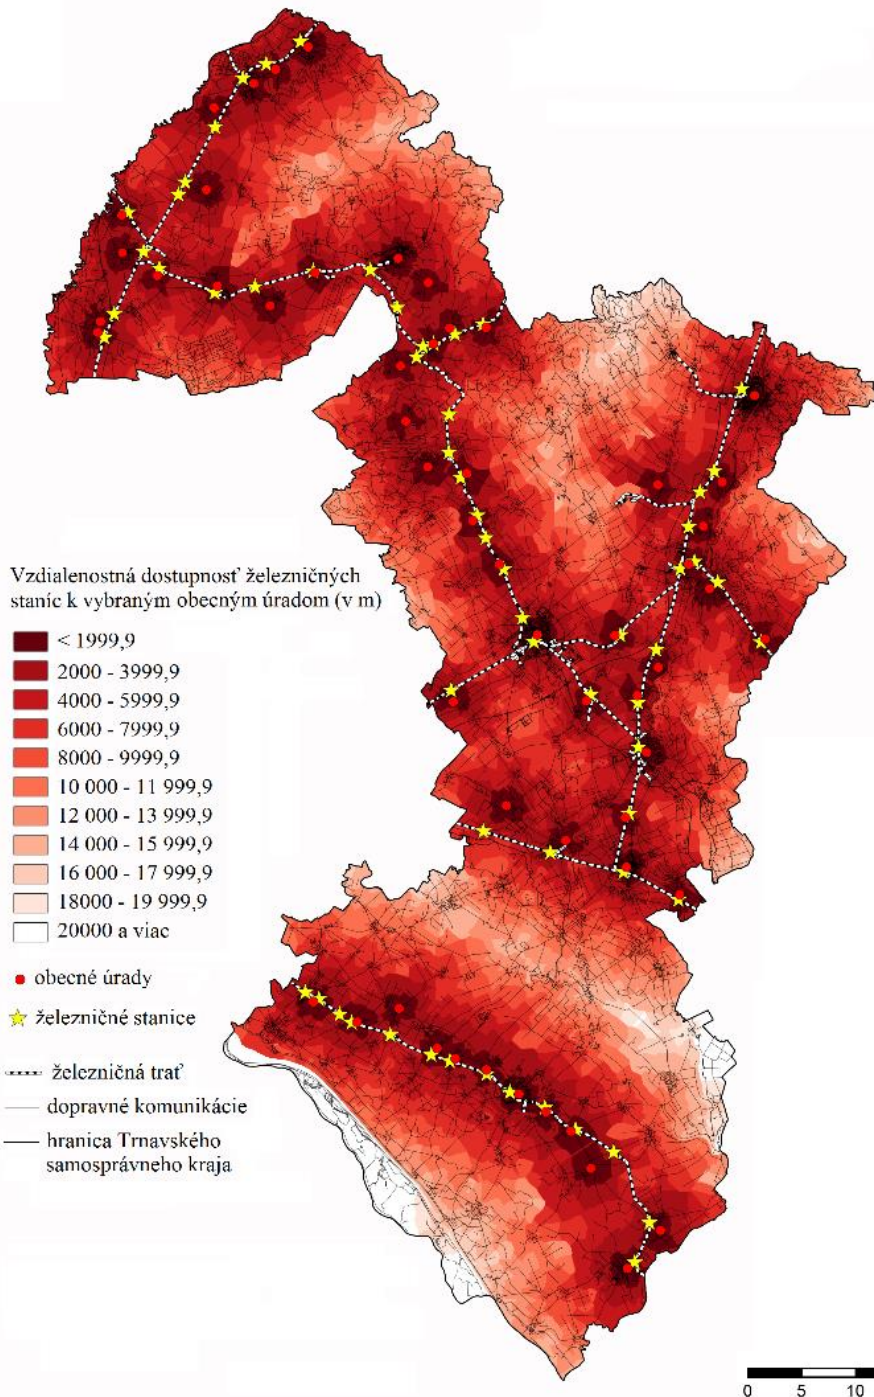 Vzdialenostná dostupnosť železničných
staníc k vybraným obecným úradom (v m)
< 1999,9
2000 - 3999,9
4000 - 5999,9
6000 - 7999,9
8000 - 9999,9
10 000 - 11 999,9
12 000 - 13 999,9
14 000 - 15 999,9
16 000 - 17 999,9
18000 - 19 999,9
20000 a viac
obecné úrady
železničné stanice
železničná trať
dopravné komunikácie
hranica Trnavského
samosprávneho kraja
0 5 10